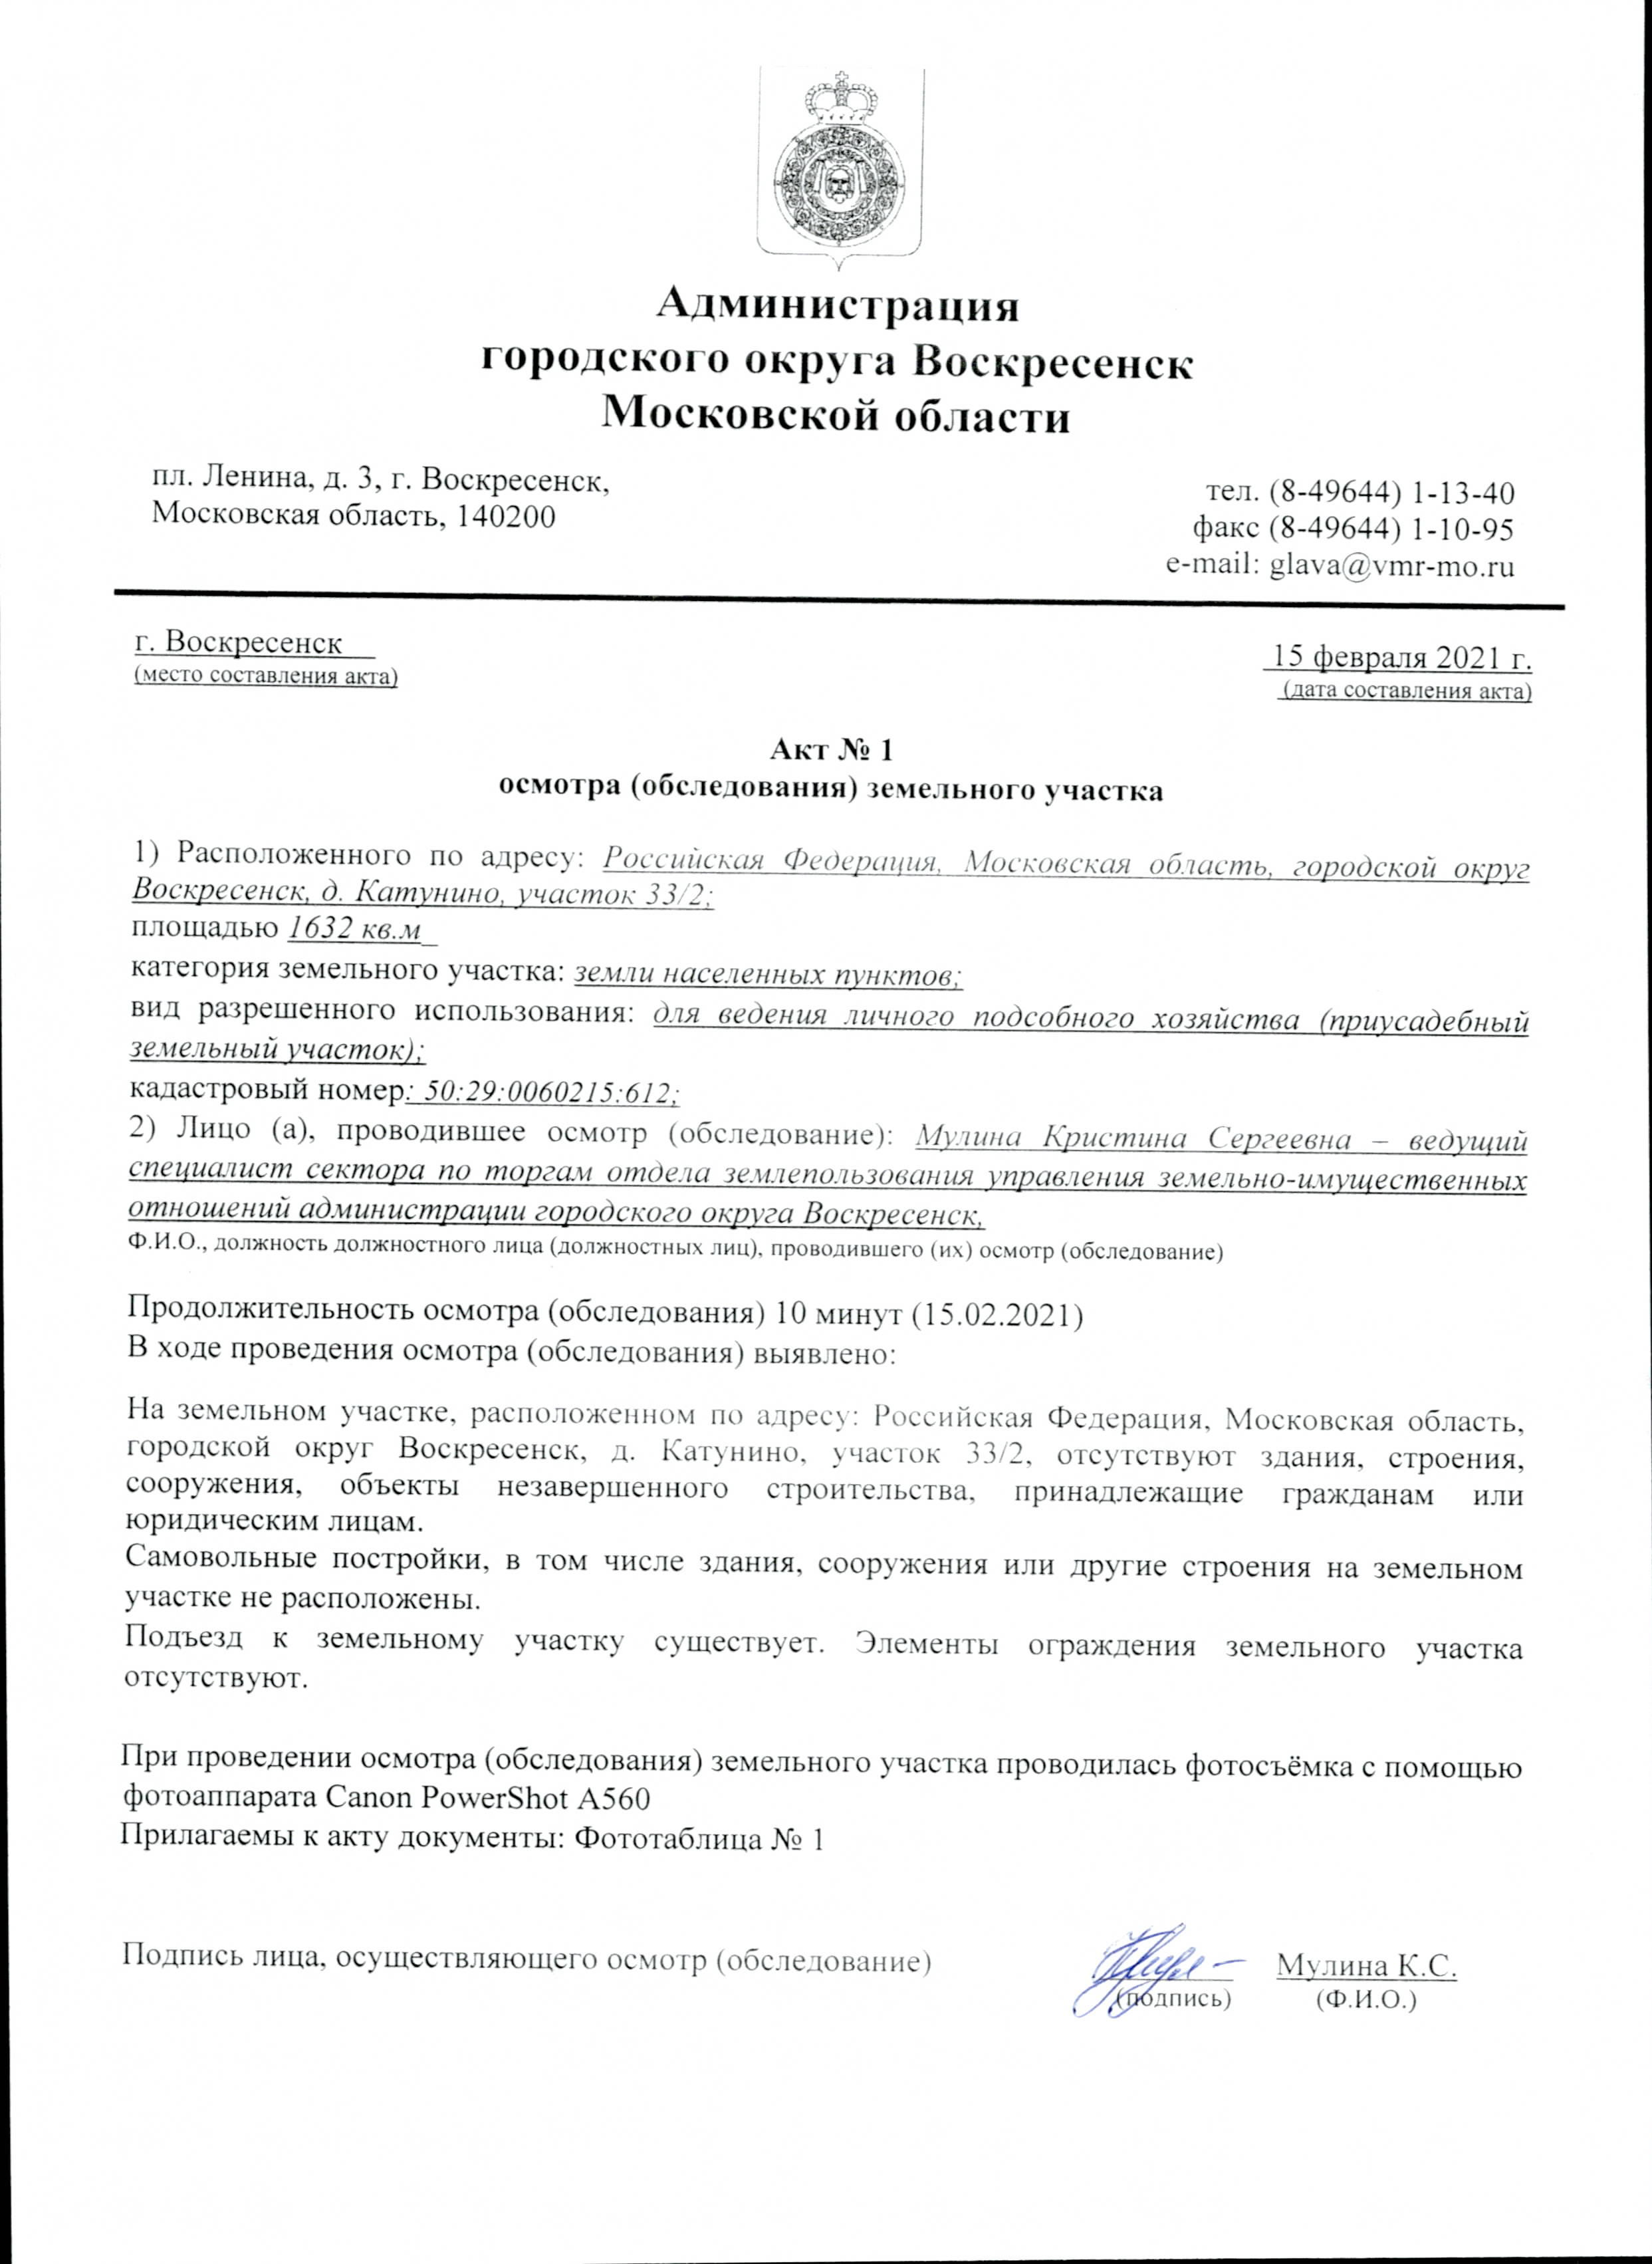 Администрация
городского округа Воскресенск
Московской области
пл. Ленина, д. 3, г. Воскресенск,
Московская область, 140200
тел. (8-49644) 1-13-40
факс (8-49644) 1-10-95
e-mail: glava@vmr-mo.ru
г. Воскресенск
(место составления акта)
15 февраля 2021 г.
(дата составления акта)
Акт № 1
осмотра (обследования) земельного участка
1) Расположенного по адресу: Российская Федерация, Московская область, городской округ
Воскресенск, д. Катунино, участок 33/2;
площадью 1632 кв.м_
категория земельного участка: земли населенных пунктов;
вид разрешенного использования: для ведения личного подсобного хозяйства (приусадебный
земельный участок);
кадастровый номер: 50:29:0060215:612;
2) Лицо (а), проводившее осмотр (обследование): Мулина Кристина Сергеевна – ведущий
специалист сектора по торгам отдела землепользования управления земельно-имущественных
отношений администрации городского округа Воскресенск,
Ф.И.О., должность должностного лица (должностных лиц), проводившего (их) осмотр (обследование)
Продолжительность осмотра (обследования) 10 минут (15.02.2021)
В ходе проведения осмотра (обследования) выявлено:
На земельном участке, расположенном по адресу: Российская Федерация, Московская область,
городской округ Воскресенск, д. Катунино, участок 33/2, отсутствуют здания, строения,
сооружения, объекты незавершенного строительства, принадлежащие гражданам или
юридическим лицам.
Самовольные постройки, в том числе здания, сооружения или другие строения на земельном
участке не расположены.
Подъезд к земельному участку существует. Элементы ограждения земельного участка
отсутствуют.
При проведении осмотра (обследования) земельного участка проводилась фотосъёмка с помощью
фотоаппарата Canon PowerShot A560
Прилагаемы к акту документы: Фототаблица № 1
Подпись лица, осуществляющего осмотр (обследование)
Мулина К.С.
(подпись)
(Ф.И.О.)